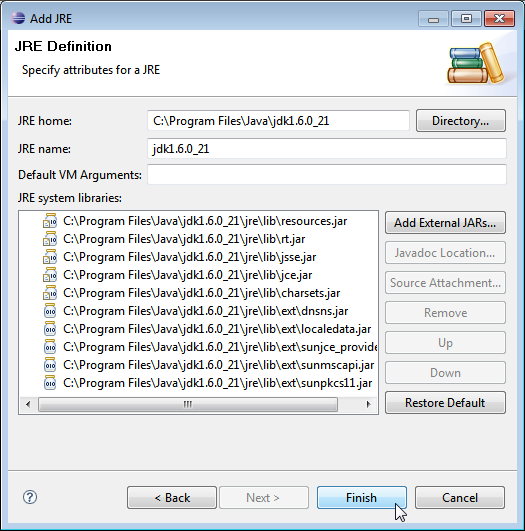 Add JRE
JRE Definition
Specify attributes for a JRE
JRE home:
C:\Program Files\Java\jdk1.6.0_21
Directory...
JRE name:
jdk1.6.0_21
Default VM Arguments:
JRE system libraries:
C:\Program Files\Java\jdk1.6.0_21\jre\lib\resources.jar
C:\Program Files\Java\jdk1.6.0_21\jre\lib\rt.jar
C:\Program Files\Java\jdk1.6.0_21\jre\lib\jsse.jar
C:\Program Files\Java\jdk1.6.0_21\jre\lib\jce.jar
C:\Program Files\Java\jdk1.6.0_21\jre\lib\charsets.jar
C:\Program Files\Java\jdk1.6.0_21\jre\lib\ext\dnsns.jar
C:\Program Files\Java\jdk1.6.0_21\jre\lib\ext\localedata.jar
C:\Program Files\Java\jdk1.6.0_21\jre\lib\ext\sunjce_provide
C:\Program Files\Java\jdk1.6.0_21\jre\lib\ext\sunmscapi.jar
C:\Program Files\Java\jdk1.6.0_21\jre\lib\ext\sunpkcs11.jar
Add External JARs...
Javadoc Location...
Source Attachment...
Remove
Up
Down
Restore Default
< Back
Next >
Finish
Cancel